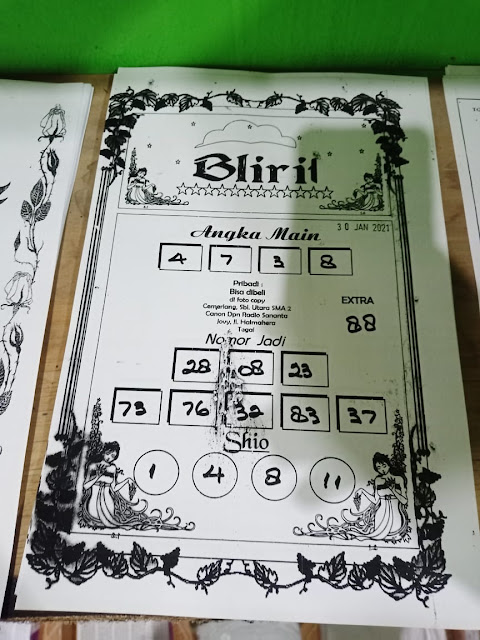 Bliril
30 JAN 2021
Angka Main
4 7 3 8
Pribadi :
Bisa dibeli
di foto copy
Cemerlang, Sbl. Utara SMA 2
Canon Dpn Radio Sananta
Jovy, Jl. Halmahera
Tegal
EXTRA
88
Nomor Jadi
28 08 23
73 76 32 83 37
Shio
1 4 8 11